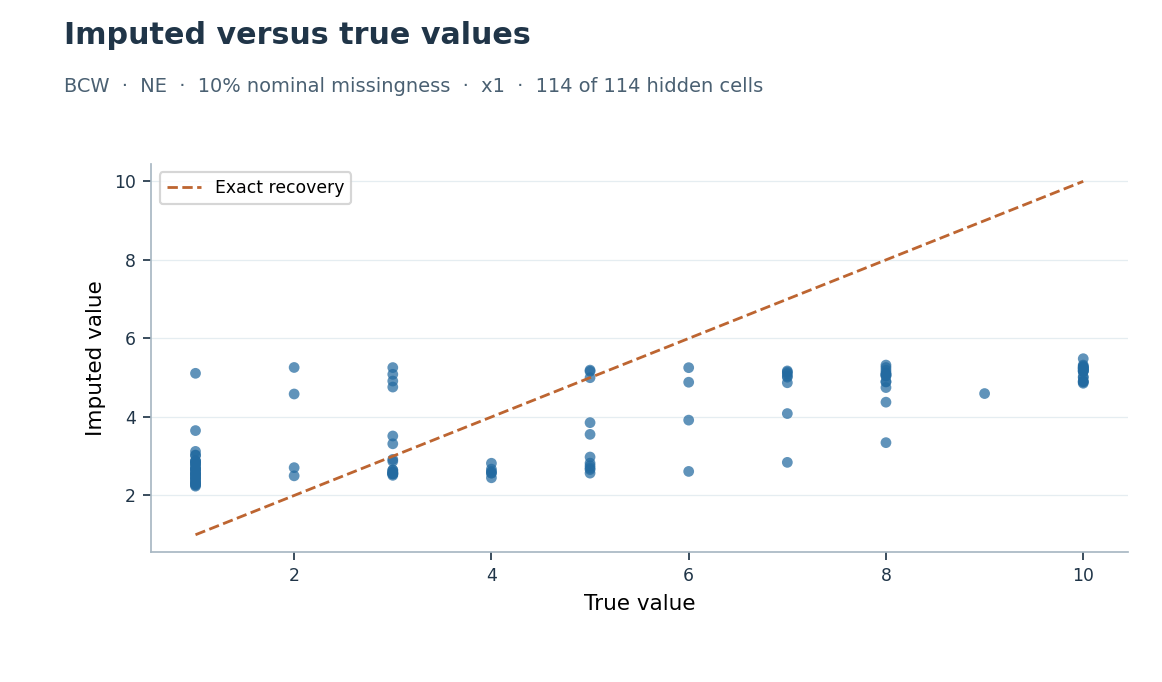 Imputed versus true values
BCW · NE · 10% nominal missingness · x1 · 114 of 114 hidden cells
Exact recovery
10
8
6
4
2
Imputed value
2 4 6 8 10
True value